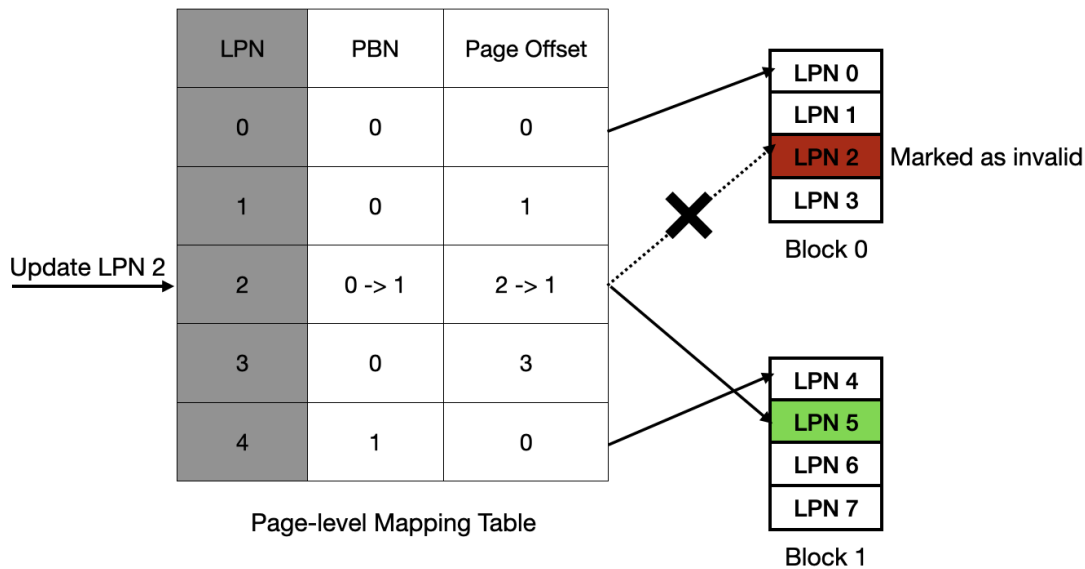 LPN PBN Page Offset
0 0 0
1 0 1
Update LPN 2
2 0 -> 1 2 -> 1
3 0 3
4 1 0
Page-level Mapping Table
LPN 0
LPN 1
LPN 2 Marked as invalid
LPN 3
Block 0
LPN 4
LPN 5
LPN 6
LPN 7
Block 1